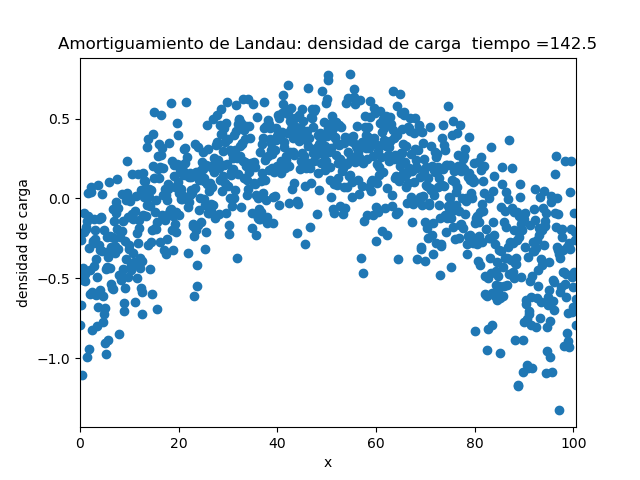 Amortiguamiento de Landau: densidad de carga  tiempo =142.5
densidad de carga
0.5
0.0
−0.5
−1.0
0 20 40 60 80 100
x